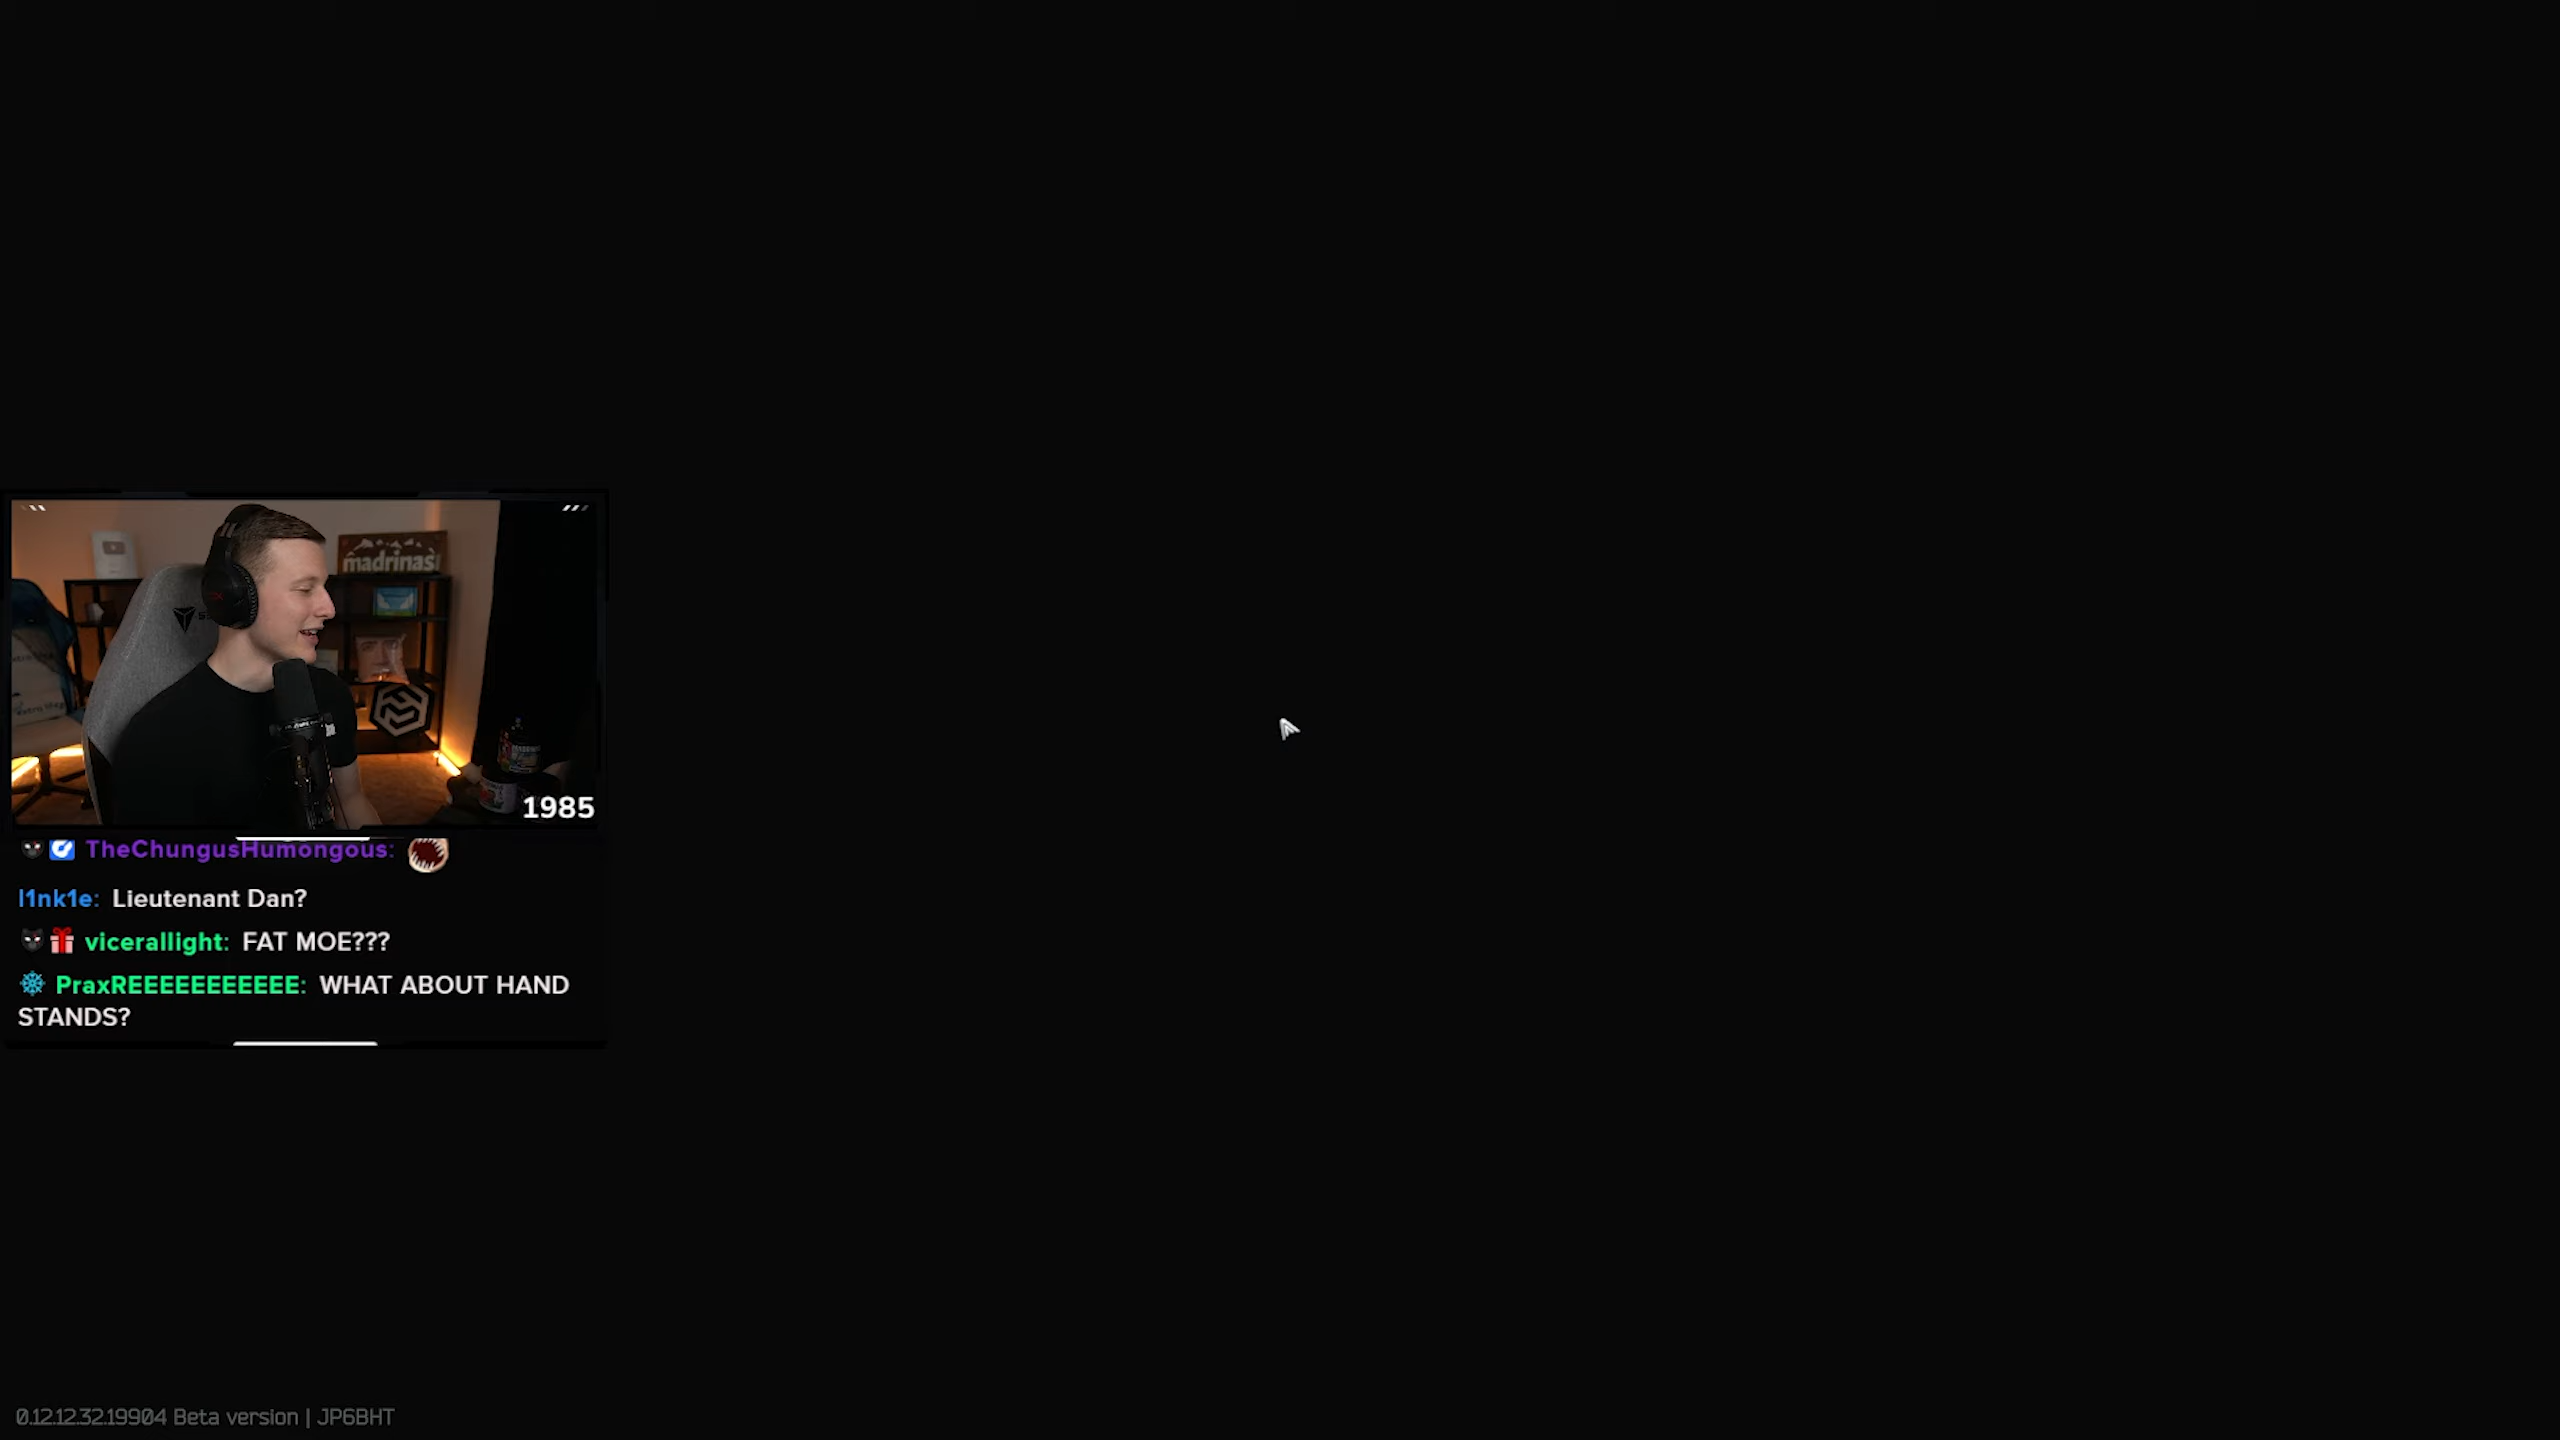 madrinas
1985
TheChungusHumongous:
l1nk1e: Lieutenant Dan?
vicerallight: FAT MOE???
PraxREEEEEEEEEEE: WHAT ABOUT HAND
STANDS?
0.12.12.32.19904 Beta version | JP6BHT